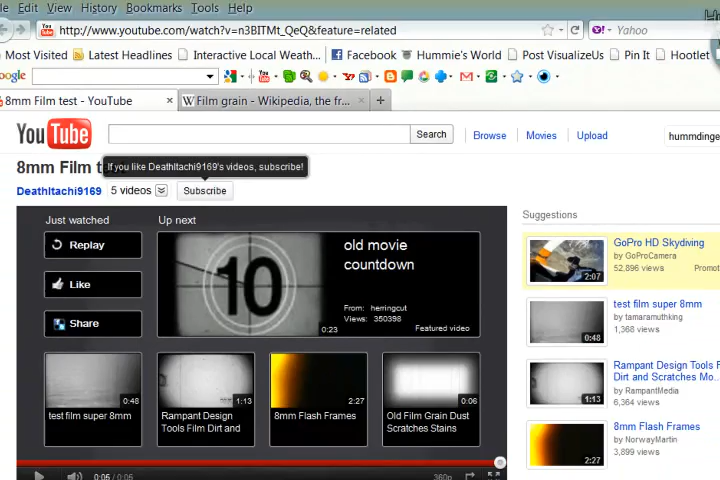 Edit View History Bookmarks Tools Help
http://www.youtube.com/watch?v=n3BITMt_QeQ&feature=related
Yahoo
Most Visited Latest Headlines Interactive Local Weath... Facebook Hummie's World Post VisualizeUs Pin It Hootlet
8mm Film test - YouTube
Film grain - Wikipedia, the fr...
You Tube
Search
Browse
Movies
Upload
hummdinge
8mm Film
If you like DeathItachi9169's videos, subscribe!
DeathItachi9169
5 videos
Subscribe
Just watched
Up next
Replay
Like
Share
10
0:23
old movie
countdown
From: herringcut
Views: 350398
Featured video
0:48
test film super 8mm
1:13
Rampant Design
Tools Film Dirt and
2:27
8mm Flash Frames
0:06
Old Film Grain Dust
Scratches Stains
0:05 / 0:05
360p
Suggestions
2:07
GoPro HD Skydiving
by GoProCamera
52,896 views
Promot
0:48
test film super 8mm
by tamaramuthking
1,368 views
1:13
Rampant Design Tools F
Dirt and Scratches Mo...
by RampantMedia
6,364 views
2:27
8mm Flash Frames
by NorwayMartin
3,899 views